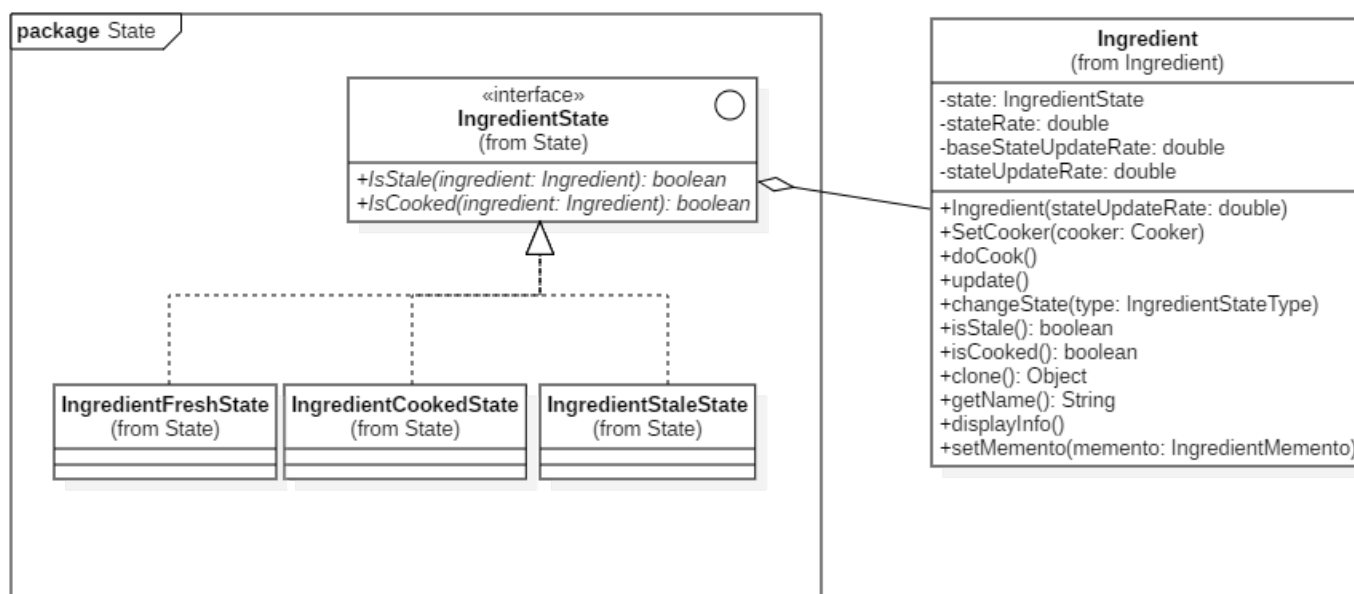 package State
«interface»
IngredientState
(from State)
+IsStale(ingredient: Ingredient): boolean
+IsCooked(ingredient: Ingredient): boolean
IngredientFreshState
(from State)
IngredientCookedState
(from State)
IngredientStaleState
(from State)
Ingredient
(from Ingredient)
-state: IngredientState
-stateRate: double
-baseStateUpdateRate: double
-stateUpdateRate: double
+Ingredient(stateUpdateRate: double)
+SetCooker(cooker: Cooker)
+doCook()
+update()
+changeState(type: IngredientStateType)
+isStale(): boolean
+isCooked(): boolean
+clone(): Object
+getName(): String
+displayInfo()
+setMemento(memento: IngredientMemento)